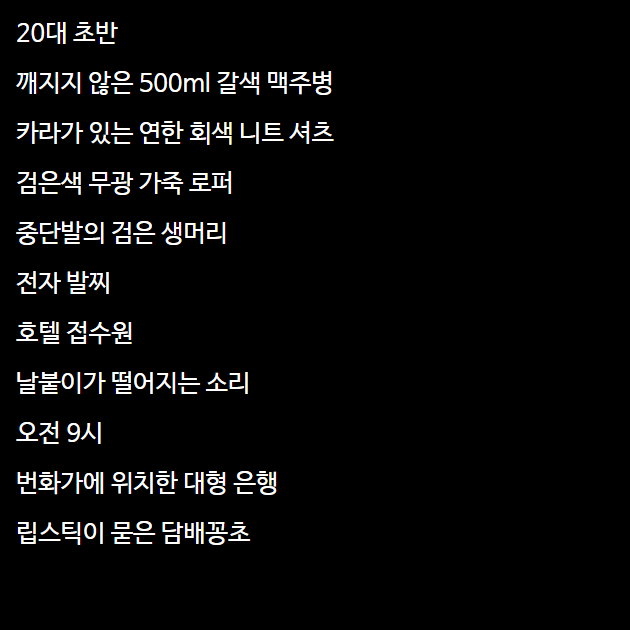 20대 초반
깨지지 않은 500ml 갈색 맥주병
카라가 있는 연한 회색 니트 셔츠
검은색 무광 가죽 로퍼
중단발의 검은 생머리
전자 발찌
호텔 접수원
날붙이가 떨어지는 소리
오전 9시
번화가에 위치한 대형 은행
립스틱이 묻은 담배꽁초